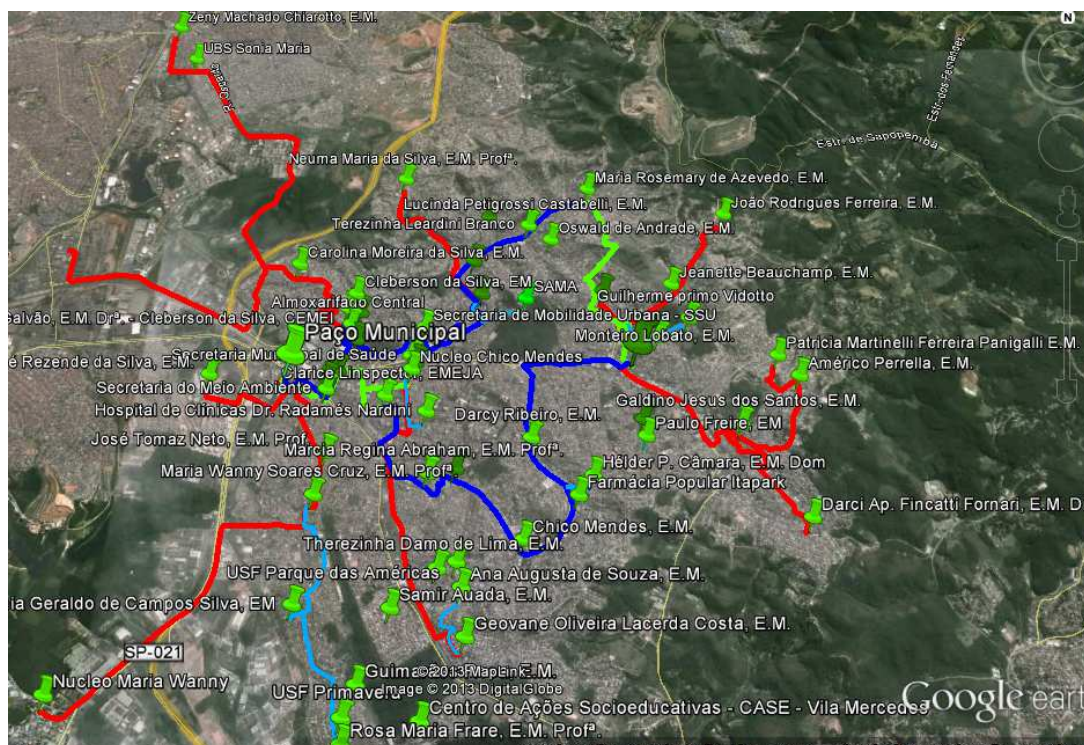 Zeny Machado Chiarotto, E.M.
N
UBS Sonia Maria
Estr. dos Fernandes
Estr. de Sapopemba
Neuma Maria da Silva, E.M. Profª.
Maria Rosemary de Azevedo, E.M.
Lucinda Petigrossi Castabelli, E.M.
João Rodrigues Ferreira, E.M.
Terezinha Leardini Branco
Oswald de Andrade, E.M.
Carolina Moreira da Silva, E.M.
Jeanette Beauchamp, E.M.
Cleberson da Silva, EM
SAMA
Almoxarifado Central
Guilherme primo Vidotto
Galvão, E.M. Drª. - Cleberson da Silva, CEMEI
Secretaria de Mobilidade Urbana - SSU
Paço Municipal
Monteiro Lobato, E.M.
Patricia Martinelli Ferreira Panigalli E.M.
Secretaria Municipal de Saúde
Núcleo Chico Mendes
é Rezende da Silva, E.M.
Américo Perrella, E.M.
Clarice Linspector, EMEJA
Secretaria do Meio Ambiente
Galdino Jesus dos Santos, E.M.
Hospital de Clínicas Dr. Radamés Nardini
Darcy Ribeiro, E.M.
Paulo Freire, EM
José Tomaz Neto, E.M. Prof.
Márcia Regina Abraham, E.M. Profª.
Maria Wanny Soares Cruz, E.M. Profª.
Hélder P. Câmara, E.M. Dom
Farmácia Popular Itapark
Darci Ap. Fincatti Fornari, E.M. D
Chico Mendes, E.M.
Therezinha Damo de Lima, E.M.
USF Parque das Américas
Ana Augusta de Souza, E.M.
ia Geraldo de Campos Silva, EM
Samir Auada, E.M.
Geovane Oliveira Lacerda Costa, E.M.
SP-021
© 2013 MapLink
E.M.
Núcleo Maria Wanny
USF Primavera
Image © 2013 DigitalGlobe
Google eart
Centro de Ações Socioeducativas - CASE - Vila Mercedes
Rosa Maria Frare, E.M. Profª.